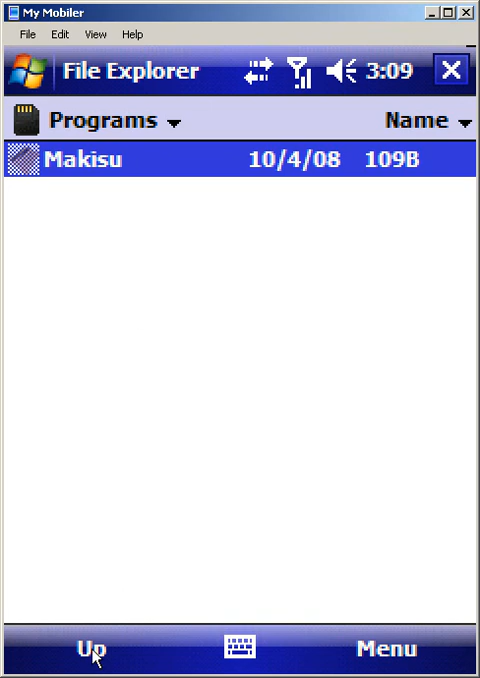 My Mobiler
File Edit View Help
File Explorer 3:09
Programs Name
Makisu 10/4/08 109B
Up Menu